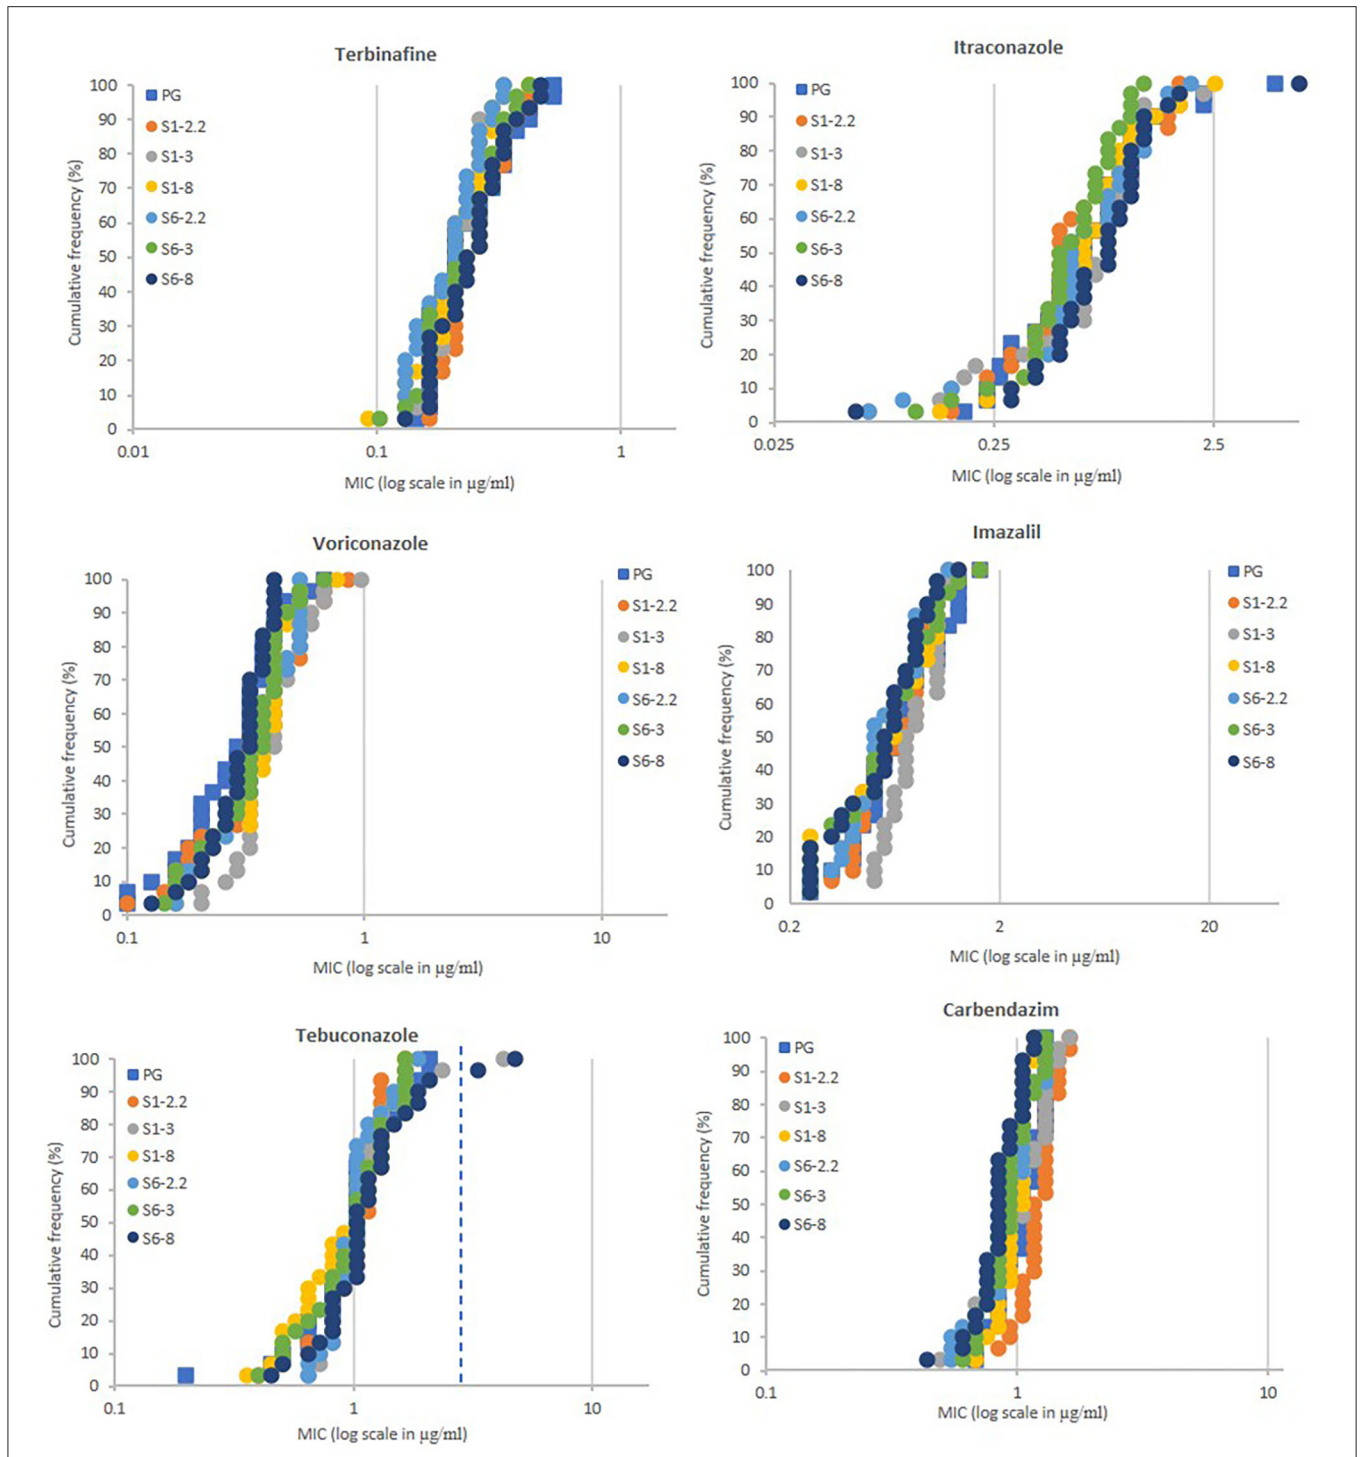 Terbinafine
Cumulative frequency (%)
100
90
80
70
60
50
40
30
20
10
0
PG
S1-2.2
S1-3
S1-8
S6-2.2
S6-3
S6-8
0.01
0.1
1
MIC (log scale in µg/ml)
Itraconazole
Cumulative frequency (%)
100
90
80
70
60
50
40
30
20
10
0
PG
S1-2.2
S1-3
S1-8
S6-2.2
S6-3
S6-8
0.025
0.25
2.5
MIC (log scale in µg/ml)
Voriconazole
Cumulative frequency (%)
100
90
80
70
60
50
40
30
20
10
0
PG
S1-2.2
S1-3
S1-8
S6-2.2
S6-3
S6-8
0.1
1
10
MIC (log scale in µg/ml)
Imazalil
Cumulative frequency (%)
100
90
80
70
60
50
40
30
20
10
0
PG
S1-2.2
S1-3
S1-8
S6-2.2
S6-3
S6-8
0.2
2
20
MIC (log scale in µg/ml)
Tebuconazole
Cumulative frequency (%)
100
90
80
70
60
50
40
30
20
10
0
PG
S1-2.2
S1-3
S1-8
S6-2.2
S6-3
S6-8
0.1
1
10
MIC (log scale in µg/ml)
Carbendazim
Cumulative frequency (%)
100
90
80
70
60
50
40
30
20
10
0
PG
S1-2.2
S1-3
S1-8
S6-2.2
S6-3
S6-8
0.1
1
10
MIC (log scale in µg/ml)